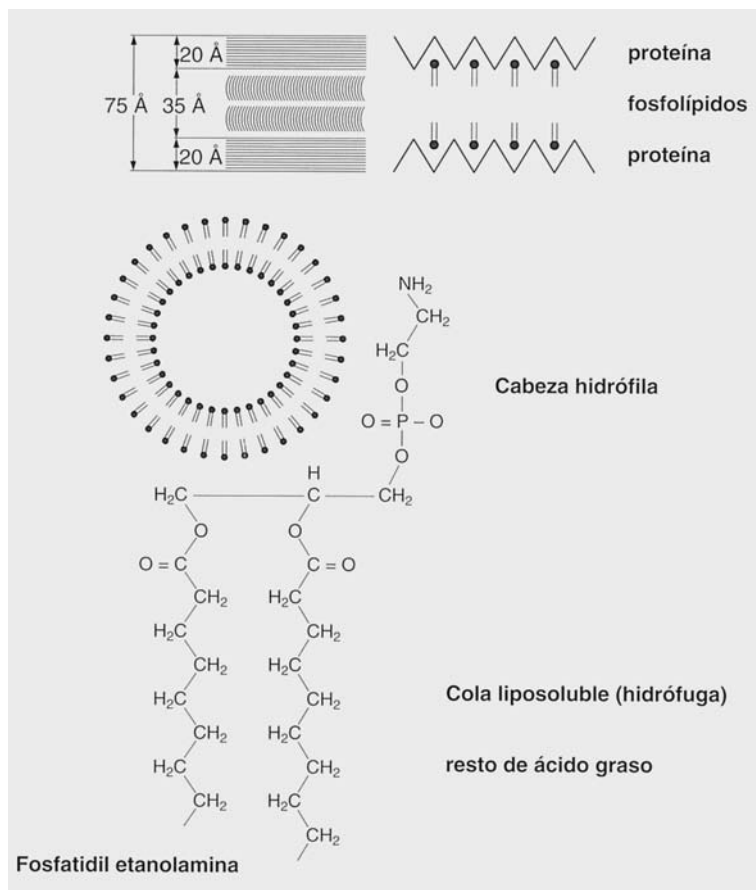 20 Å
proteína
75 Å
35 Å
fosfolípidos
20 Å
proteína
NH₂
CH₂
H₂C
O
Cabeza hidrófila
O = P – O
O
H
H₂C C CH₂
O O
O = C C = O
CH₂ H₂C
H₂C CH₂
CH₂ H₂C
H₂C CH₂
Cola liposoluble (hidrófuga)
CH₂ H₂C
H₂C CH₂
resto de ácido graso
CH₂ H₂C
CH₂
Fosfatidil etanolamina